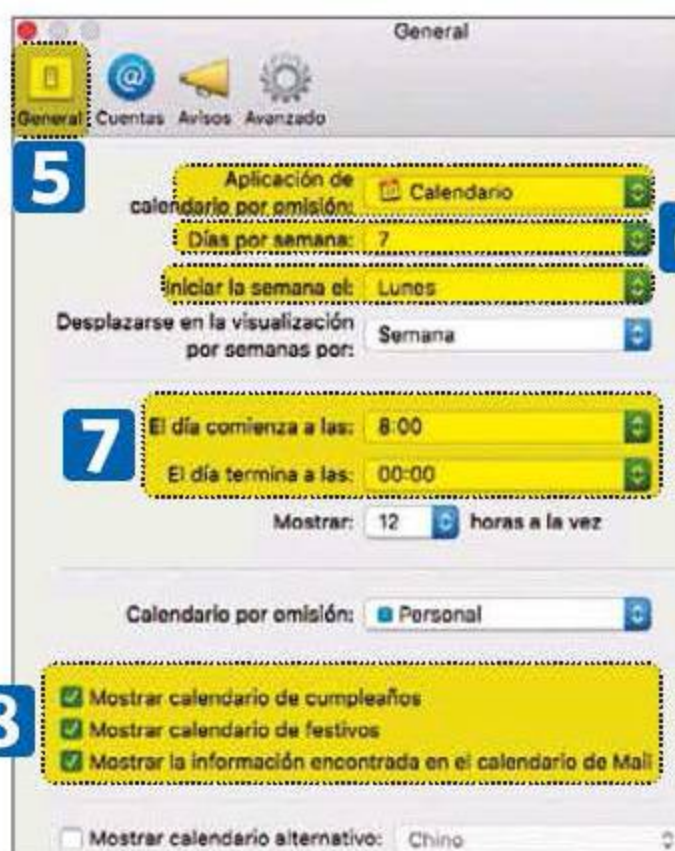 General
General Cuentas Avisos Avanzado
5
Aplicación de
calendario por omisión: Calendario
Días por semana: 7
Iniciar la semana el: Lunes
Desplazarse en la visualización
por semanas por: Semana
7
El día comienza a las: 8:00
El día termina a las: 00:00
Mostrar: 12 horas a la vez
Calendario por omisión: Personal
Mostrar calendario de cumpleaños
Mostrar calendario de festivos
Mostrar la información encontrada en el calendario de Mail
Mostrar calendario alternativo: Chino